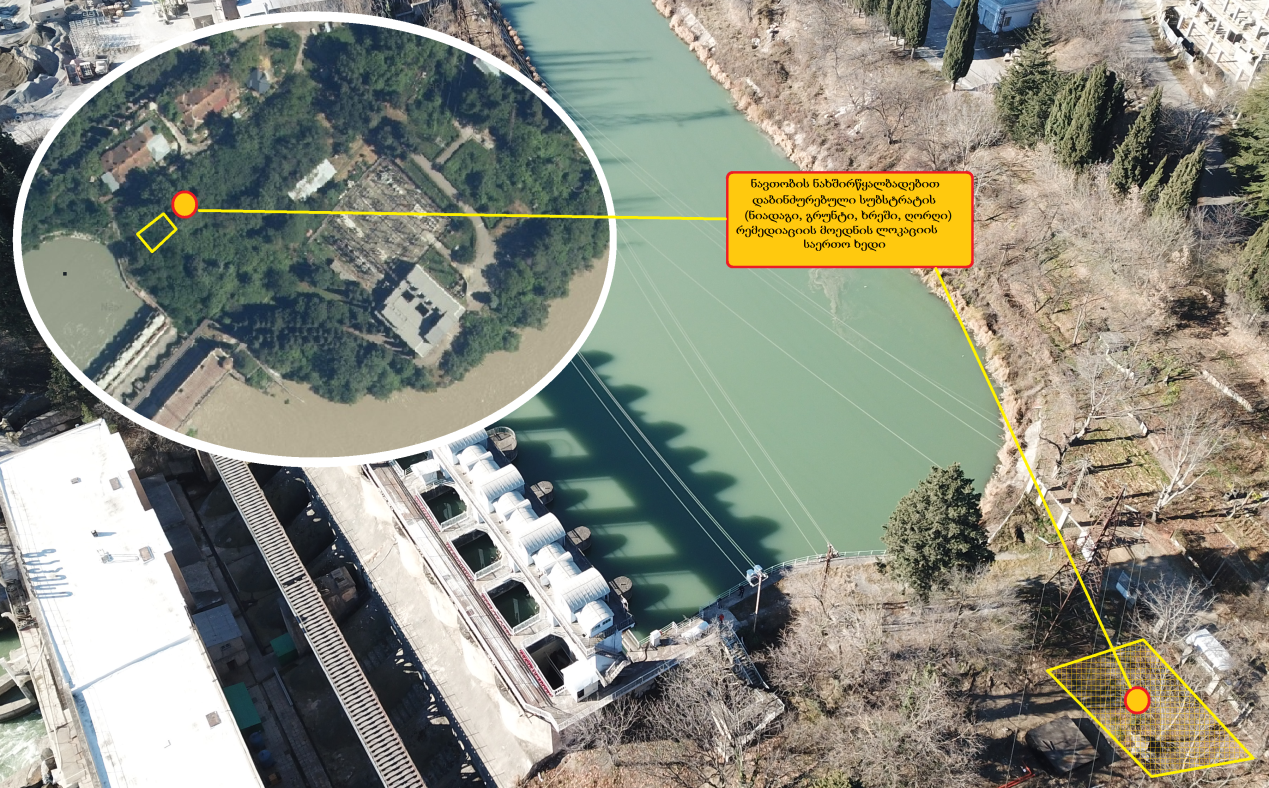 ნავთობის ნახშირწყალბადებით
დაბინძურებული სუბსტრატის
(ნიადაგი, გრუნტი, ხრეში, ღორღი)
რემედიაციის მოედნის ლოკაციის
საერთო ხედი